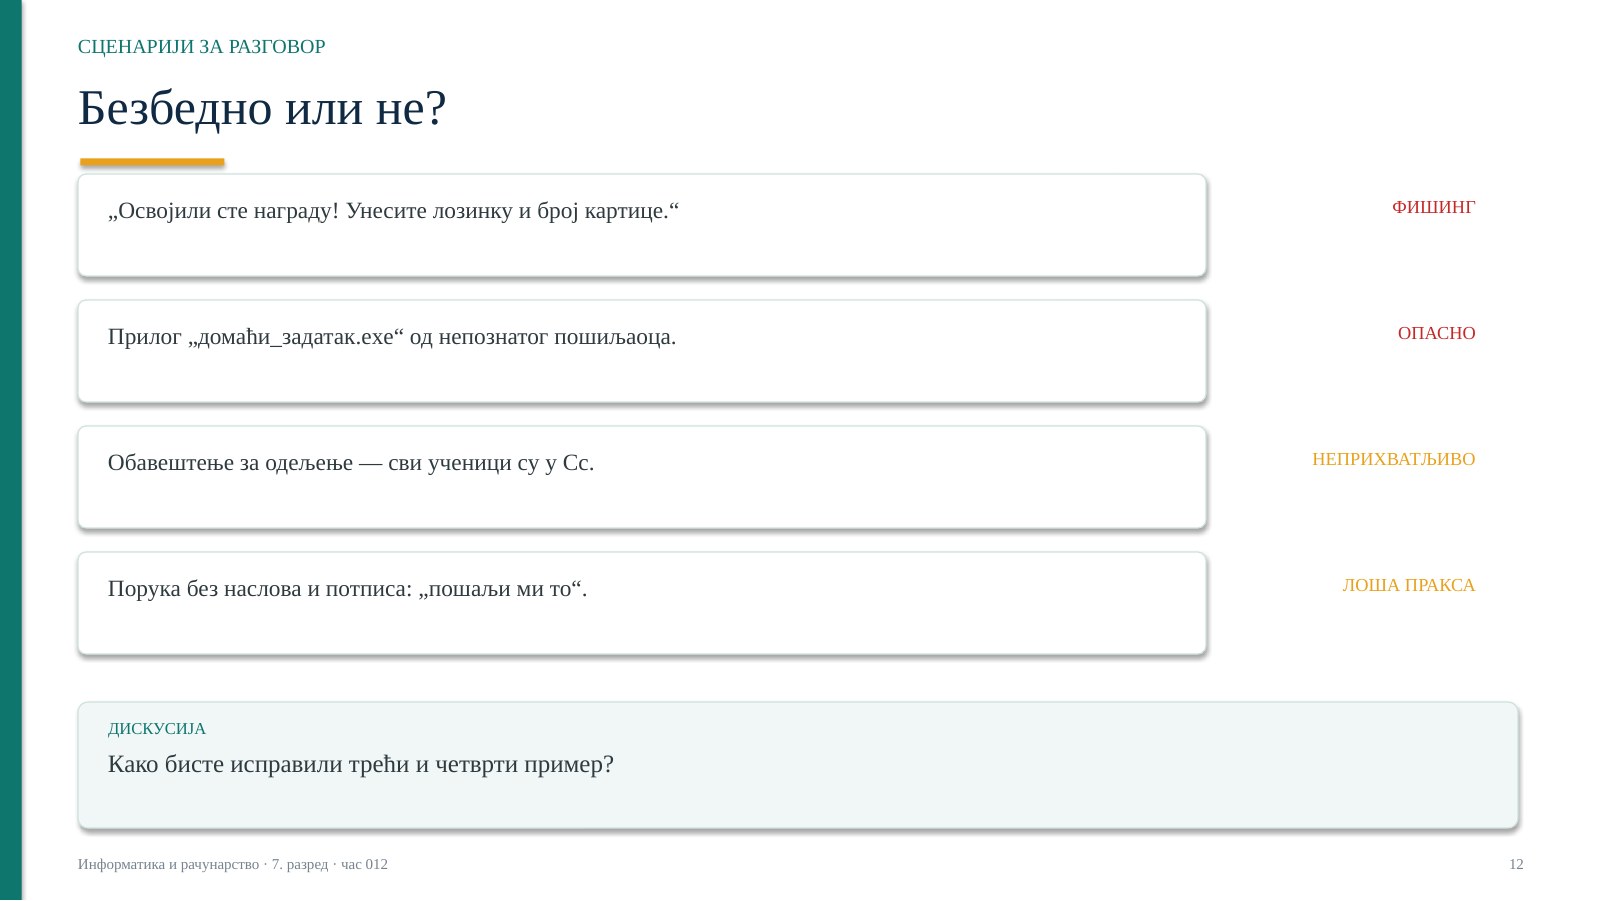 СЦЕНАРИЈИ ЗА РАЗГОВОР
Безбедно или не?
„Освојили сте награду! Унесите лозинку и број картице.“
ФИШИНГ
Прилог „домаћи_задатак.exe“ од непознатог пошиљаоца.
ОПАСНО
Обавештење за одељење — сви ученици су у Cc.
НЕПРИХВАТЉИВО
Порука без наслова и потписа: „пошаљи ми то“.
ЛОША ПРАКСА
ДИСКУСИЈА
Како бисте исправили трећи и четврти пример?
Информатика и рачунарство · 7. разред · час 012
12